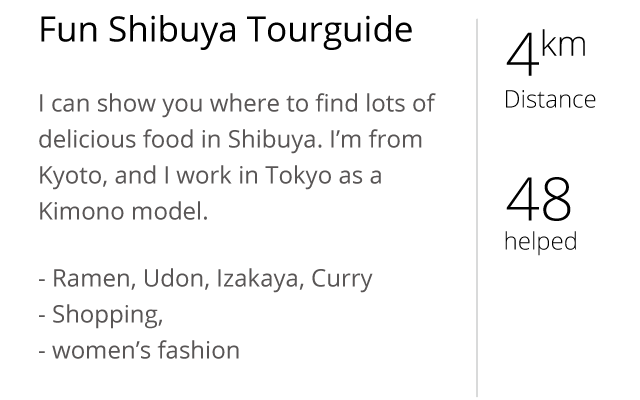 Fun Shibuya Tourguide
I can show you where to find lots of
delicious food in Shibuya. I’m from
Kyoto, and I work in Tokyo as a
Kimono model.
- Ramen, Udon, Izakaya, Curry
- Shopping,
- women’s fashion
4km
Distance
48
helped